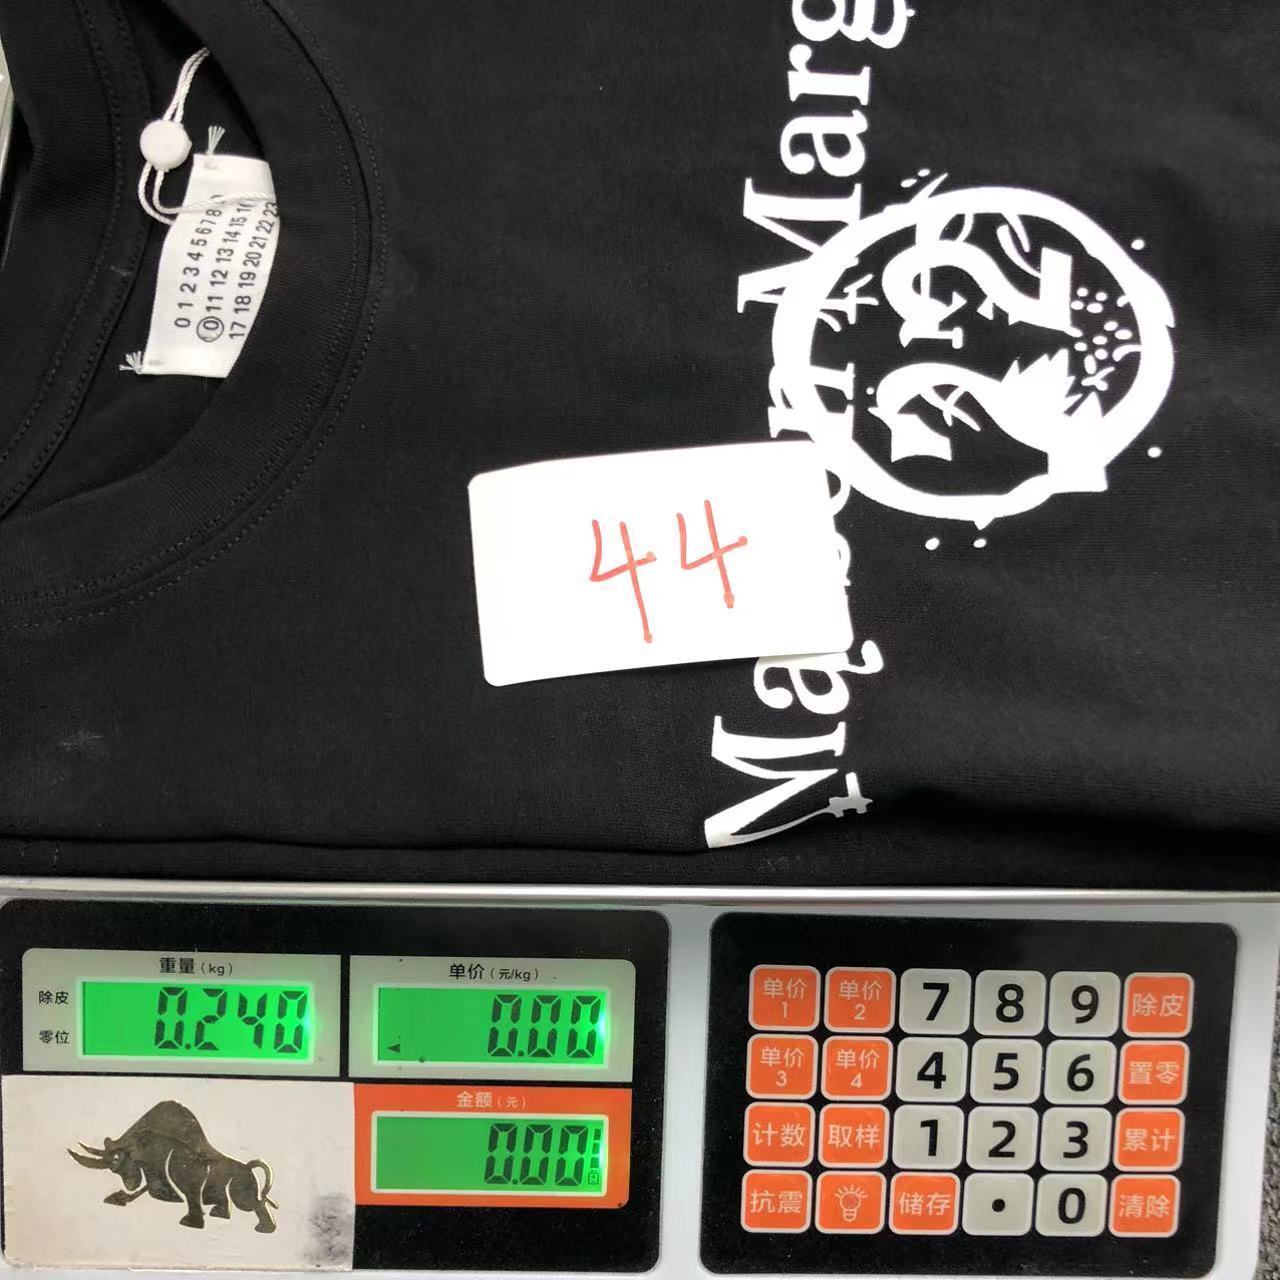 0 1 2 3 4 5 6 7 8
10 11 12 13 14 15 16
17 18 19 20 21 22 23
Marg
44
重量(kg)
除皮
零位
0.240
单价(元/kg)
0.00
金额(元)
0.00
单价1 单价2 7 8 9 除皮
单价3 单价4 4 5 6 置零
计数 取样 1 2 3 累计
抗震 储存 . 0 清除